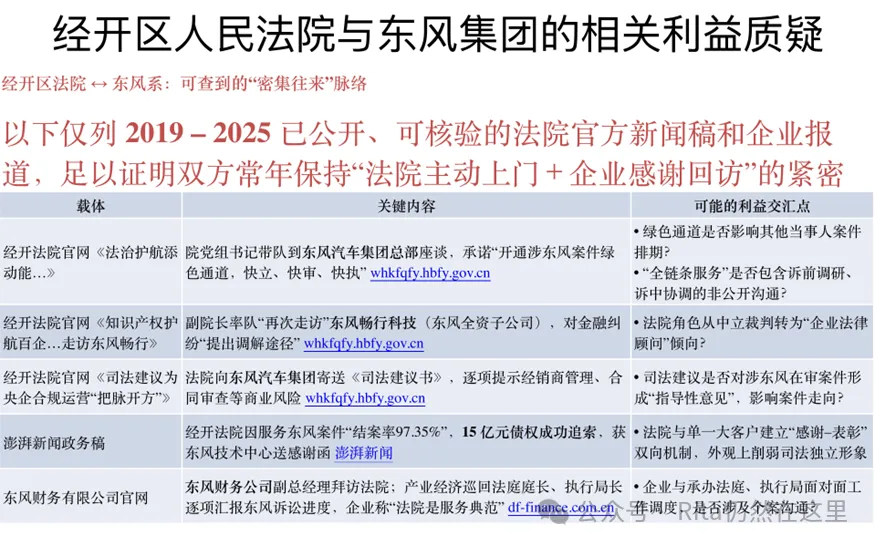 经开区人民法院与东风集团的相关利益质疑
经开区法院 ↔ 东风系：可查到的“密集往来”脉络
以下仅列 2019 – 2025 已公开、可核验的法院官方新闻稿和企业报
道，足以证明双方常年保持“法院主动上门＋企业感谢回访”的紧密
载体
关键内容
可能的利益交汇点
经开法院官网《法治护航添
动能…》
院党组书记带队到东风汽车集团总部座谈，承诺“开通涉东风案件绿
色通道，快立、快审、快执” whkfqfy.hbfy.gov.cn
• 绿色通道是否影响其他当事人案件
排期？
• “全链条服务”是否包含诉前调研、
诉中协调的非公开沟通？
经开法院官网《知识产权护
航百企…走访东风畅行》
副院长率队“再次走访”东风畅行科技（东风全资子公司），对金融纠
纷“提出调解途径” whkfqfy.hbfy.gov.cn
• 法院角色从中立裁判转为“企业法律
顾问”倾向？
经开法院官网《司法建议为
央企合规运营“把脉开方”》
法院向东风汽车集团寄送《司法建议书》，逐项提示经销商管理、合
同审查等商业风险 whkfqfy.hbfy.gov.cn
• 司法建议是否对涉东风在审案件形
成“指导性意见”，影响案件走向？
澎湃新闻政务稿
经开法院因服务东风案件“结案率97.35%”，15 亿元债权成功追索，获
东风技术中心送感谢函 澎湃新闻
• 法院与单一大客户建立“感谢–表彰”
双向机制，外观上削弱司法独立形象
东风财务有限公司官网
东风财务公司副总经理拜访法院；产业经济巡回法庭庭长、执行局长
逐项汇报东风诉讼进度，企业称“法院是服务典范” df-finance.com.cn
• 企业与承办法庭、执行局面对面工
作调度，是否涉及个案沟通？
公众号 · Rita仍然在这里